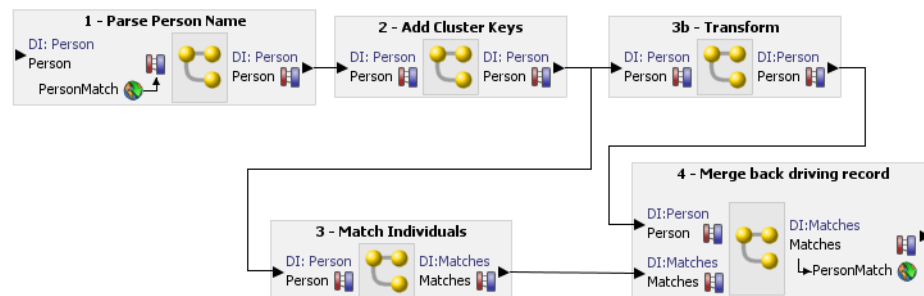 1 - Parse Person Name
DI: Person
Person
PersonMatch
DI: Person
Person
2 - Add Cluster Keys
DI: Person
Person
DI: Person
Person
3b - Transform
DI: Person
Person
DI:Person
Person
3 - Match Individuals
DI: Person
Person
DI:Matches
Matches
4 - Merge back driving record
DI:Person
Person
DI:Matches
Matches
DI:Matches
Matches
PersonMatch